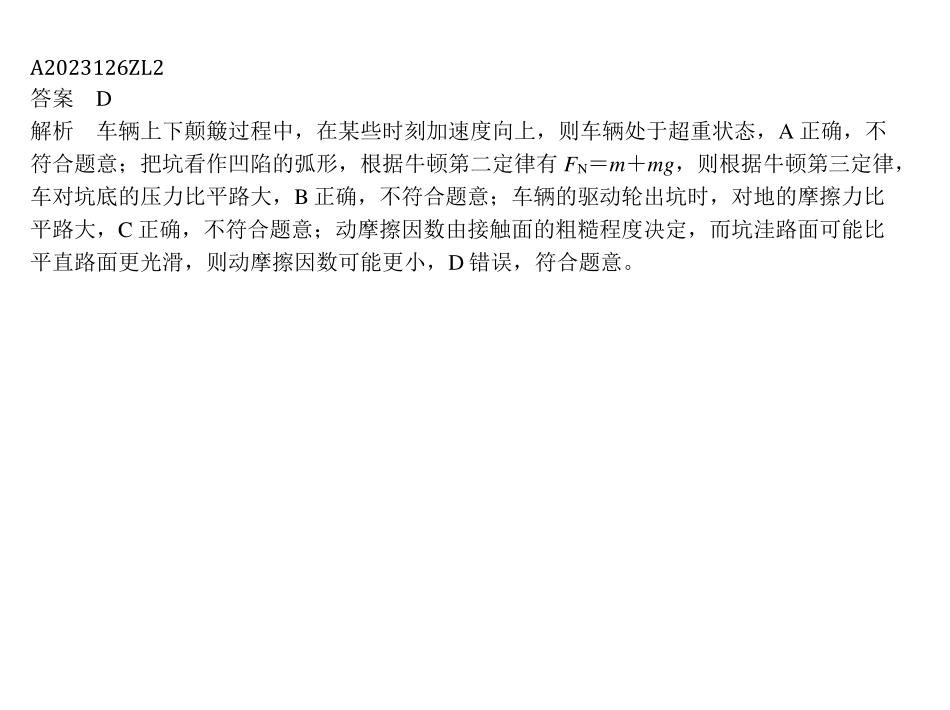 A2023126ZL2
答案　D
解析　车辆上下颠簸过程中，在某些时刻加速度向上，则车辆处于超重状态，A 正确，不
符合题意；把坑看作凹陷的弧形，根据牛顿第二定律有 FN＝m＋mg，则根据牛顿第三定律，
车对坑底的压力比平路大，B 正确，不符合题意；车辆的驱动轮出坑时，对地的摩擦力比
平路大，C 正确，不符合题意；动摩擦因数由接触面的粗糙程度决定，而坑洼路面可能比
平直路面更光滑，则动摩擦因数可能更小，D 错误，符合题意。